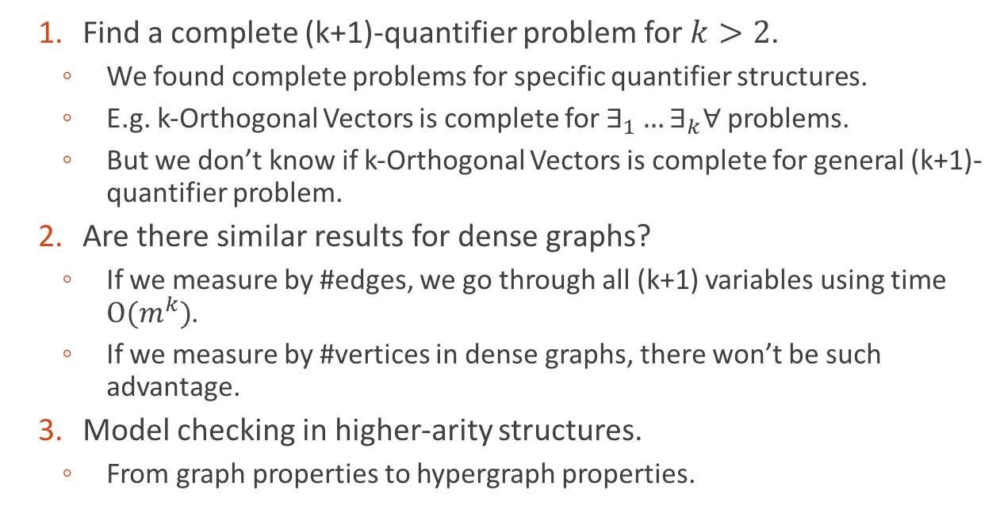 1. Find a complete (k+1)-quantifier problem for k > 2.
◦ We found complete problems for specific quantifier structures.
◦ E.g. k-Orthogonal Vectors is complete for ∃₁ ... ∃ₖ∀ problems.
◦ But we don’t know if k-Orthogonal Vectors is complete for general (k+1)-
quantifier problem.
2. Are there similar results for dense graphs?
◦ If we measure by #edges, we go through all (k+1) variables using time
O(mᵏ).
◦ If we measure by #vertices in dense graphs, there won’t be such
advantage.
3. Model checking in higher-arity structures.
◦ From graph properties to hypergraph properties.